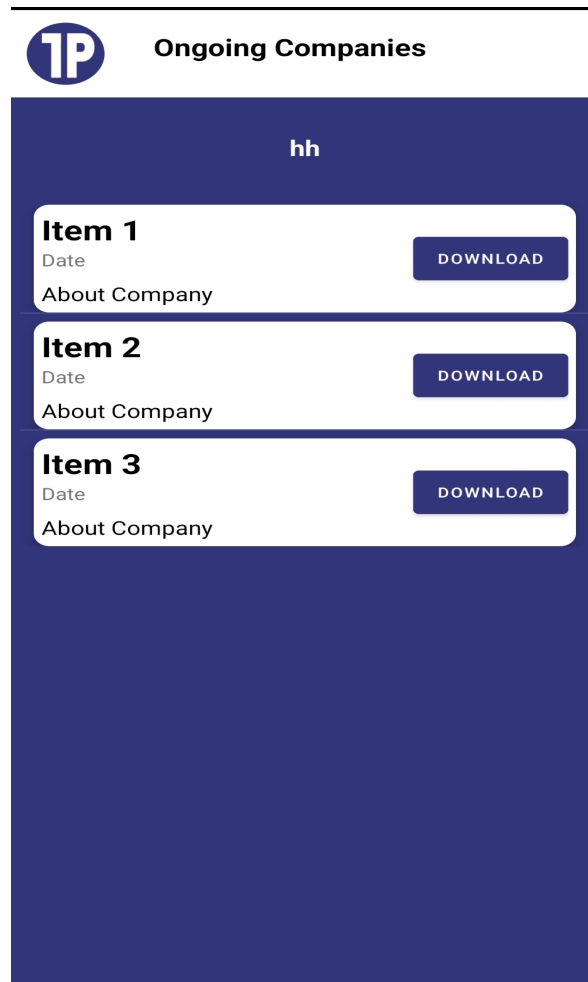 TP
Ongoing Companies
hh
Item 1
Date
DOWNLOAD
About Company
Item 2
Date
DOWNLOAD
About Company
Item 3
Date
DOWNLOAD
About Company